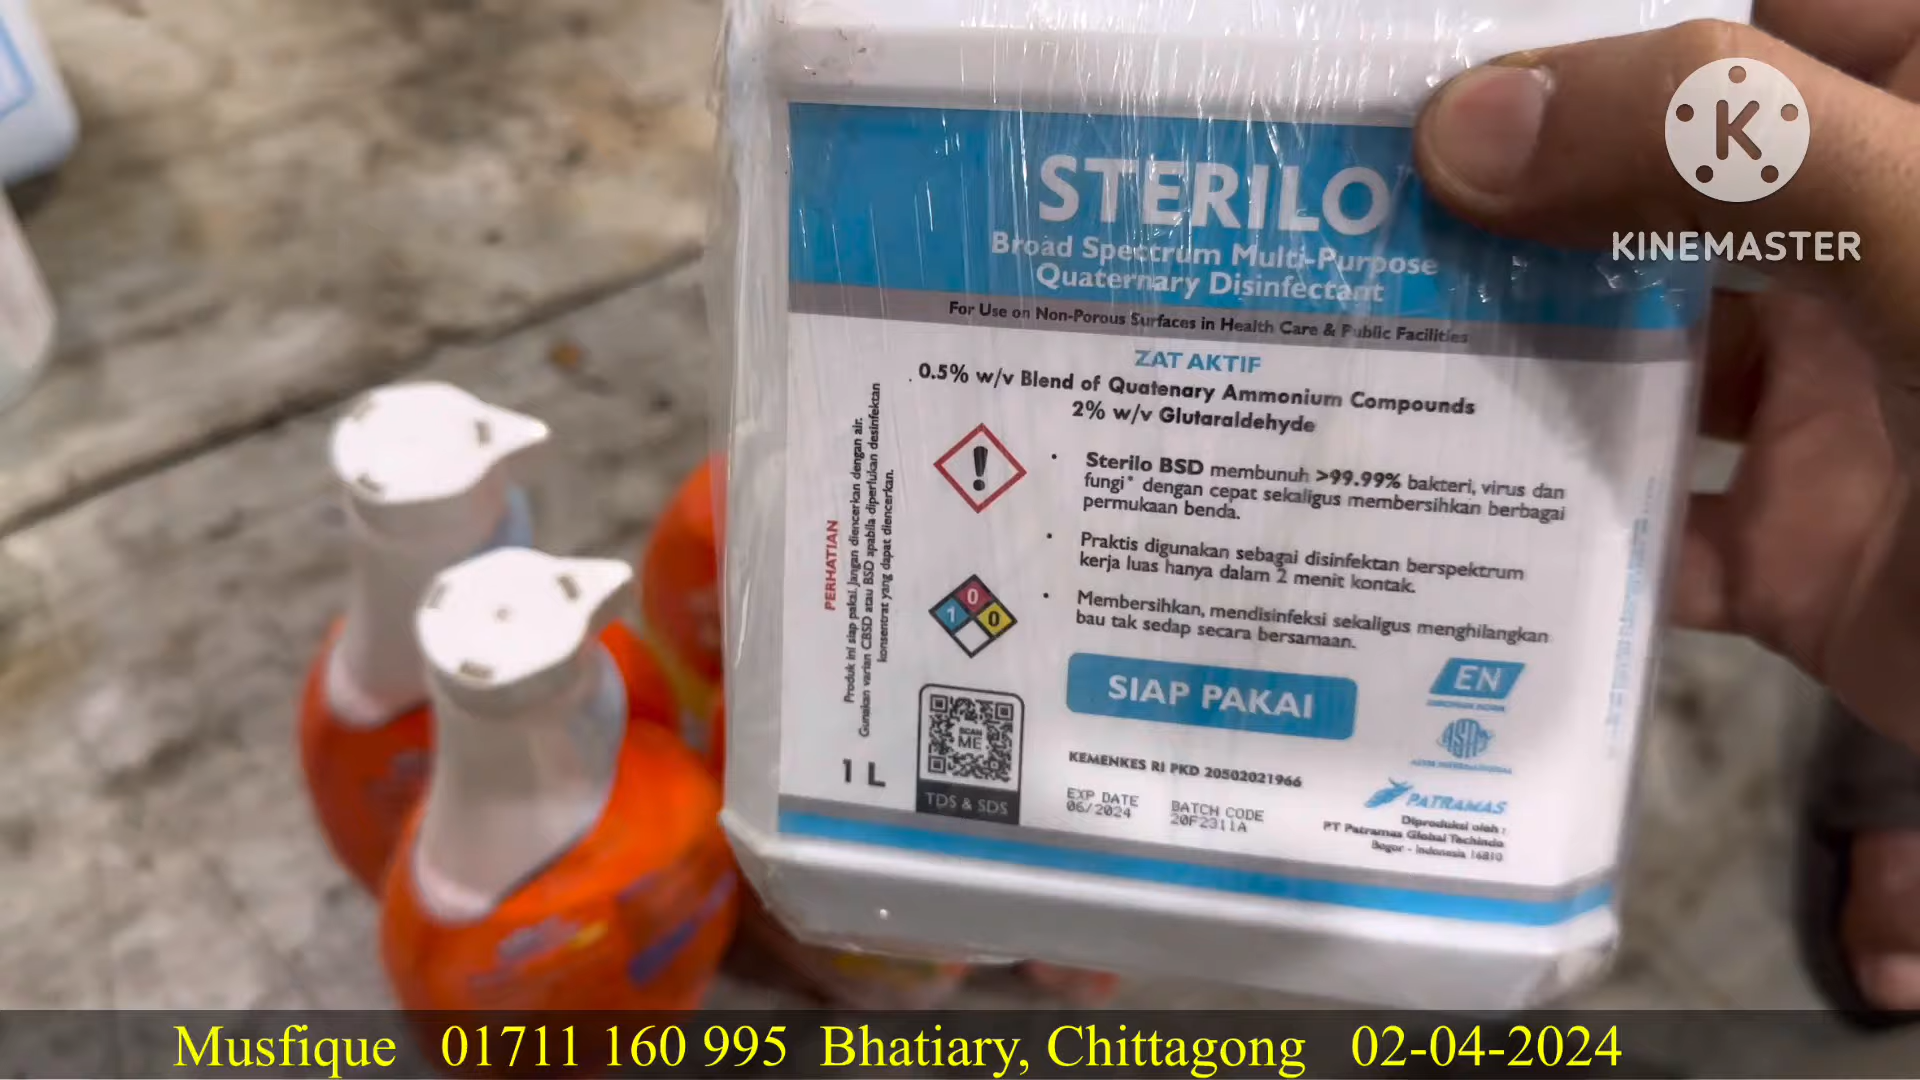 K
KINEMASTER
STERILO
Broad Spectrum Multi-Purpose
Quaternary Disinfectant
For Use on Non-Porous Surfaces in Health Care & Public Facilities
ZAT AKTIF
0.5% w/v Blend of Quatenary Ammonium Compounds
2% w/v Glutaraldehyde
• Sterilo BSD membunuh >99.99% bakteri, virus dan
fungi* dengan cepat sekaligus membersihkan berbagai
permukaan benda.
• Praktis digunakan sebagai disinfektan berspektrum
kerja luas hanya dalam 2 menit kontak.
• Membersihkan, mendisinfeksi sekaligus menghilangkan
bau tak sedap secara bersamaan.
PERHATIAN
Produk ini siap pakai. Jangan diencerkan dengan air.
Gunakan varian CBSD atau BSD apabila diperlukan desinfektan
konsentrat yang dapat diencerkan.
0
1 0
SIAP PAKAI
EN
ASTM
SCAN
ME
TDS & SDS
1 L
KEMENKES RI PKD 20502021966
EXP DATE
06/2024
BATCH CODE
20F2311A
PATRAMAS
Diproduksi oleh :
PT Patramas Global Techindo
Bogor - Indonesia 16810
Musfique 01711 160 995 Bhatiary, Chittagong 02-04-2024